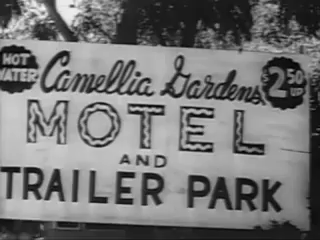 HOT WATER
Camellia Gardens
$2.50 UP
MOTEL
AND
TRAILER PARK